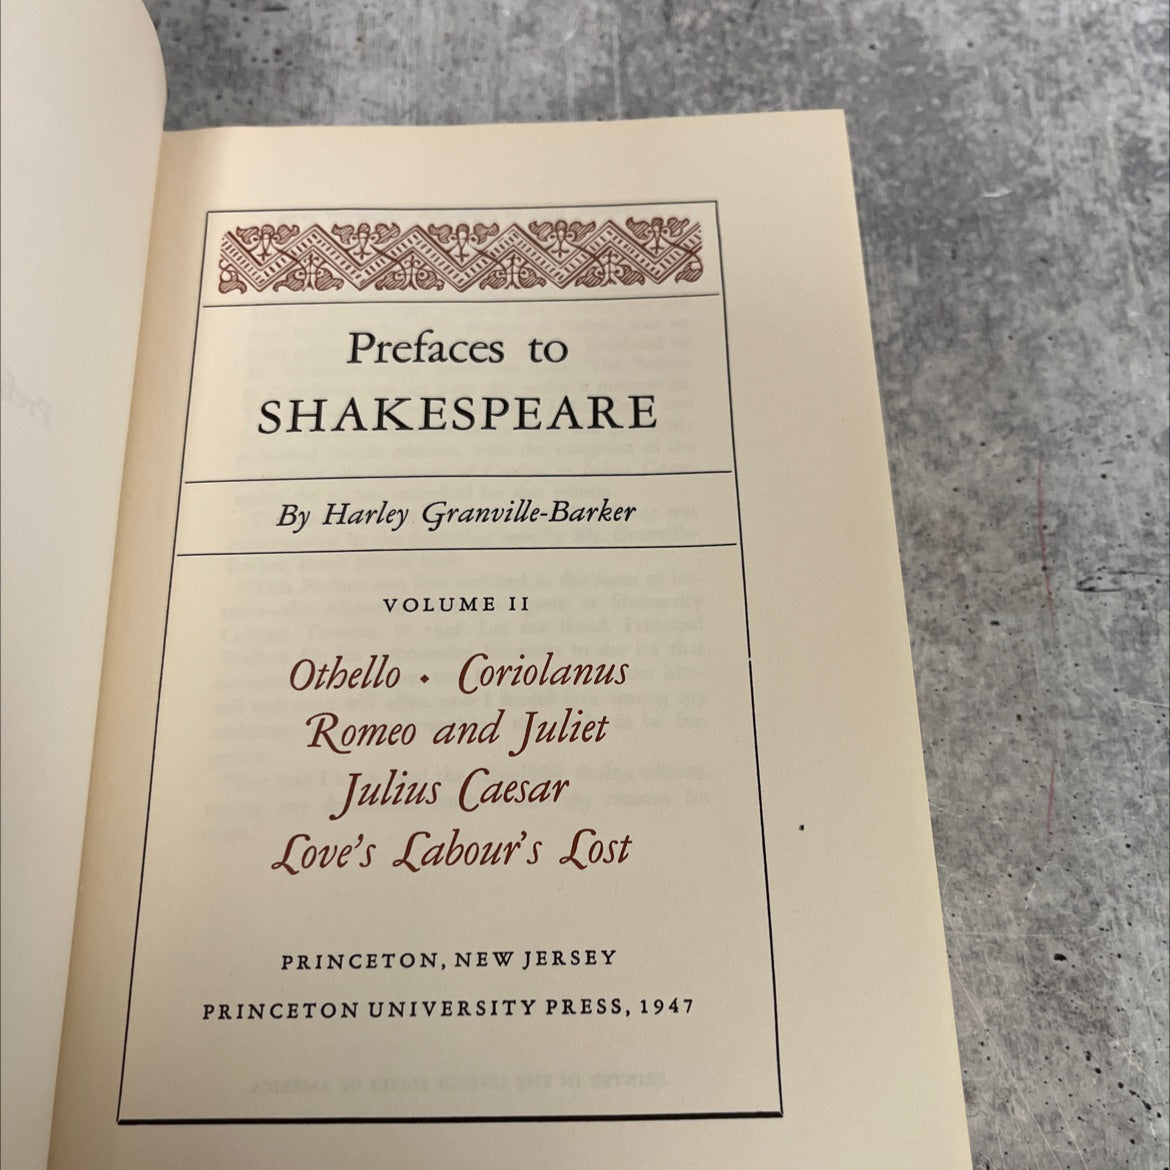 Prefaces to
SHAKESPEARE
By Harley Granville-Barker
VOLUME II
Othello • Coriolanus
Romeo and Juliet
Julius Caesar
Love's Labour's Lost
PRINCETON, NEW JERSEY
PRINCETON UNIVERSITY PRESS, 1947